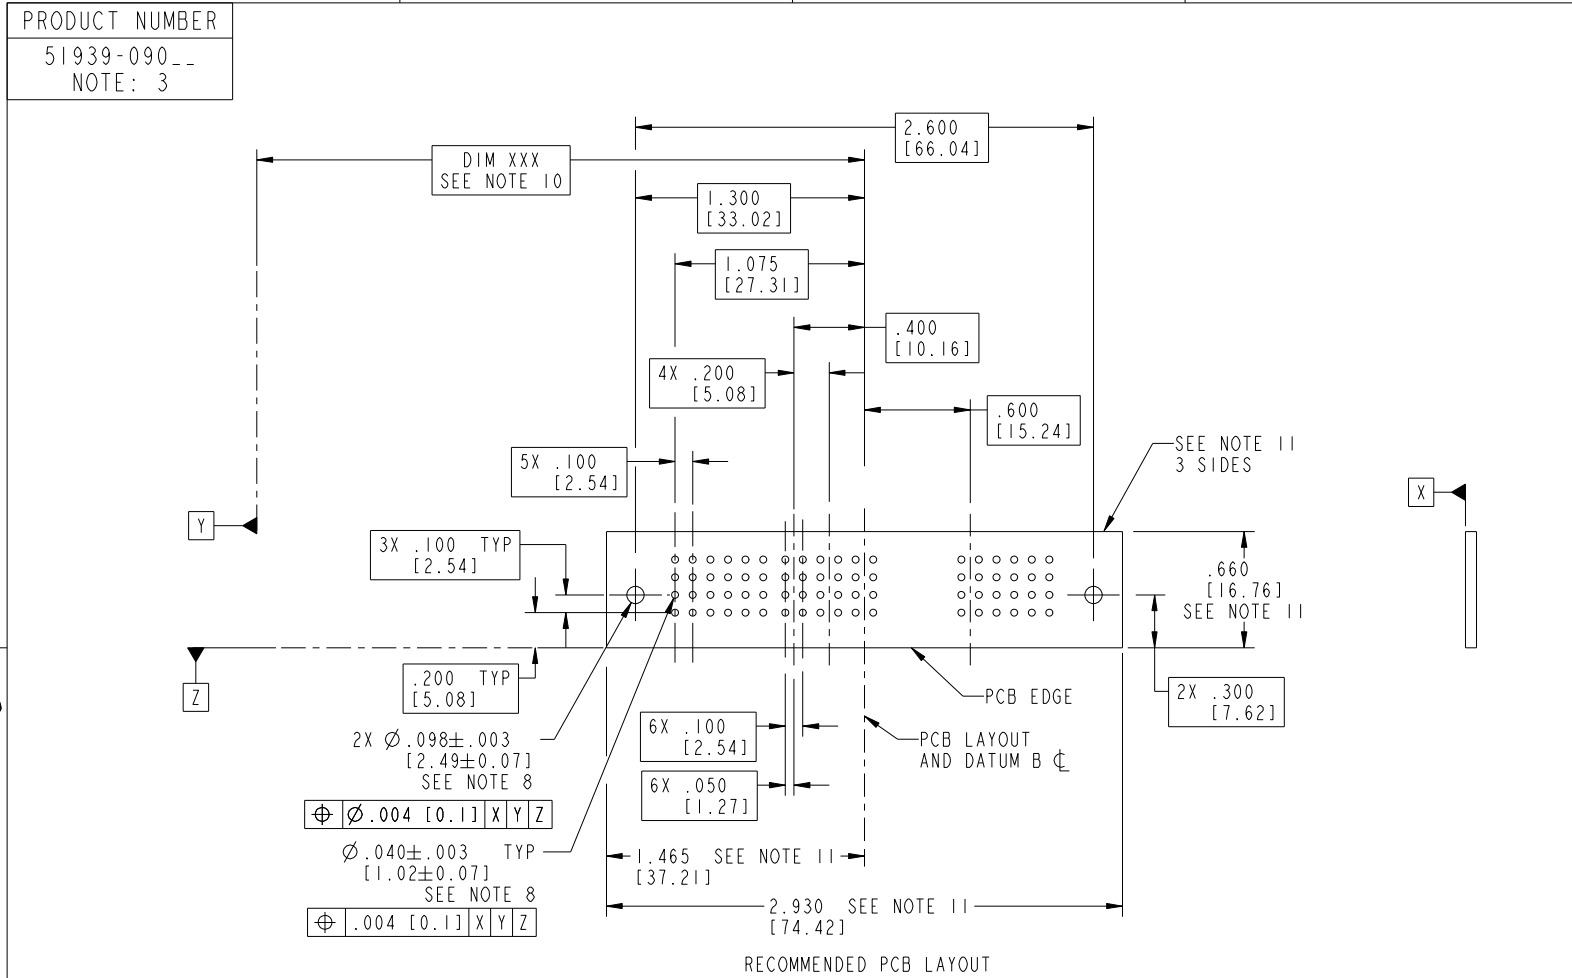 PRODUCT NUMBER
51939-090__
NOTE: 3
2.600
[66.04]
DIM XXX
SEE NOTE 10
1.300
[33.02]
1.075
[27.31]
.400
[10.16]
4X .200
[5.08]
.600
[15.24]
SEE NOTE 11
3 SIDES
5X .100
[2.54]
X
Y
3X .100 TYP
[2.54]
.660
[16.76]
SEE NOTE 11
.200 TYP
[5.08]
Z
PCB EDGE
2X .300
[7.62]
6X .100
[2.54]
2X Ø.098±.003
[2.49±0.07]
SEE NOTE 8
PCB LAYOUT
AND DATUM B ℄
6X .050
[1.27]
⌖ Ø.004 [0.1] X Y Z
Ø.040±.003 TYP
[1.02±0.07]
SEE NOTE 8
1.465 SEE NOTE 11
[37.21]
⌖ .004 [0.1] X Y Z
2.930 SEE NOTE 11
[74.42]
RECOMMENDED PCB LAYOUT